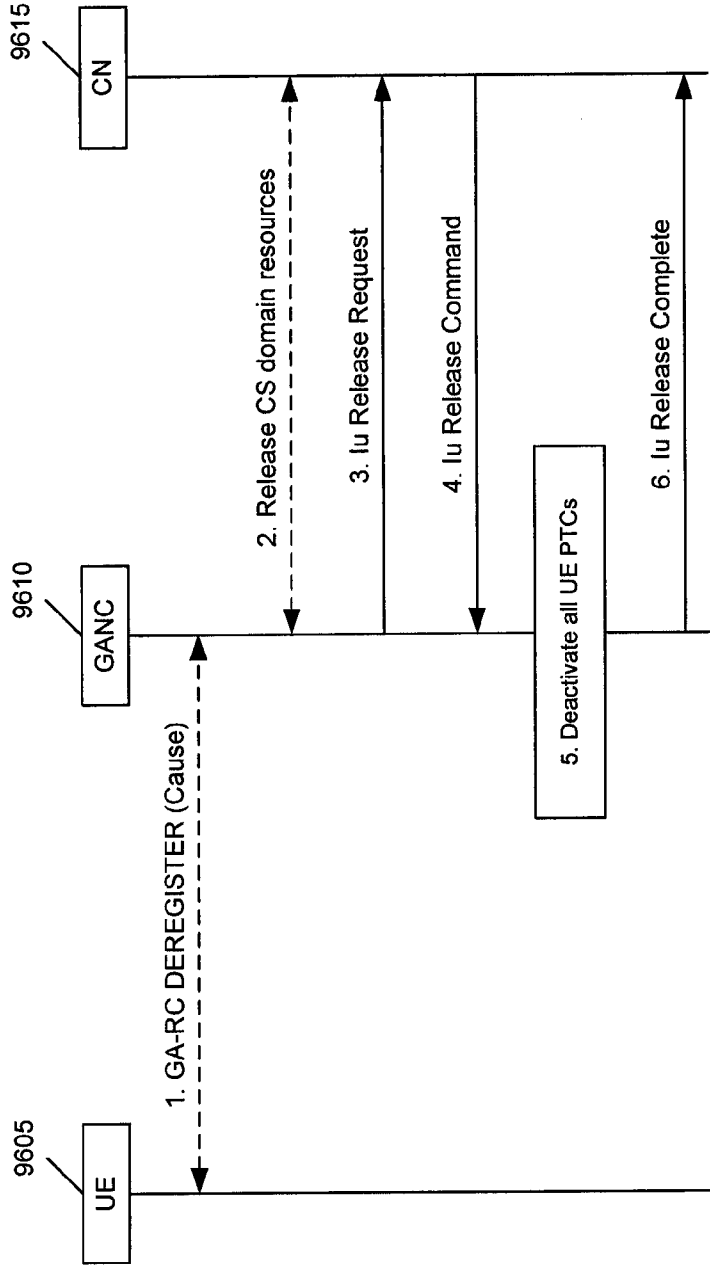 9605
UE
9610
GANC
9615
CN
1. GA-RC DEREGISTER (Cause)
2. Release CS domain resources
3. Iu Release Request
4. Iu Release Command
5. Deactivate all UE PTCs
6. Iu Release Complete